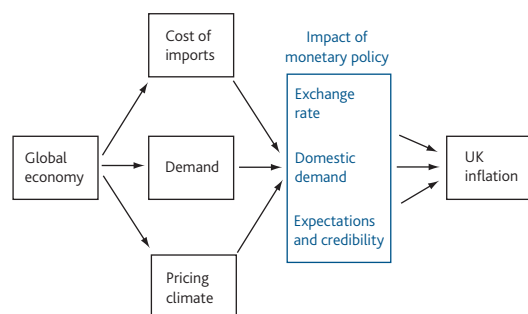 Cost of
imports
Impact of
monetary policy
Exchange
rate
Global
economy
Demand
Domestic
demand
UK
inflation
Expectations
and credibility
Pricing
climate